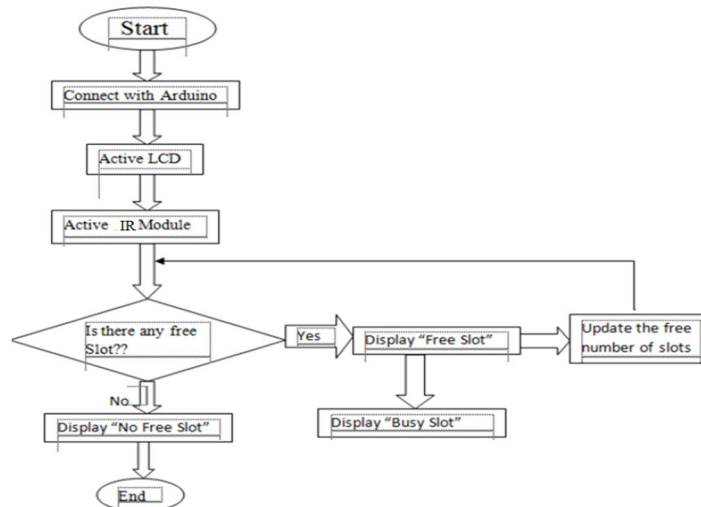 Start
Connect with Arduino
Active LCD
Active IR Module
Is there any free
Slot??
Yes
Display “Free Slot”
Update the free
number of slots
No
Display “Busy Slot”
Display “No Free Slot”
End